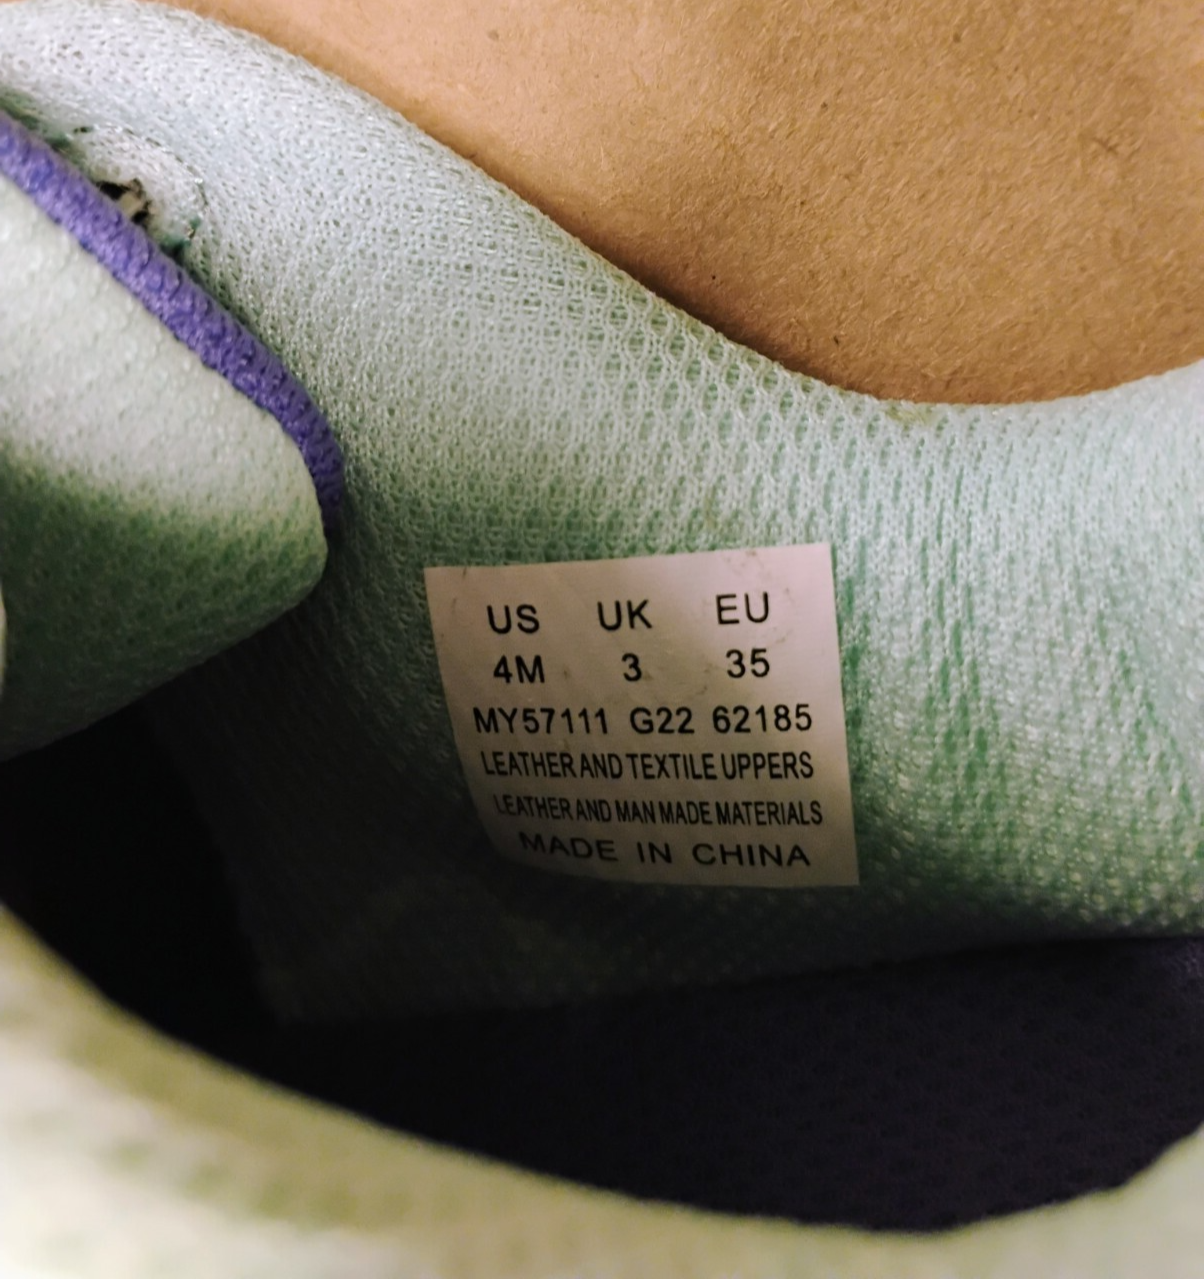 US UK EU
4M 3 35
MY57111 G22 62185
LEATHER AND TEXTILE UPPERS
LEATHER AND MAN MADE MATERIALS
MADE IN CHINA